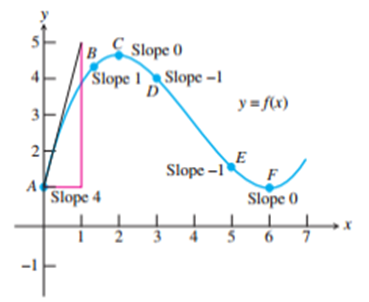 y
5
B
C
Slope 0
4
Slope 1
D
Slope −1
3
y = f(x)
2
E
Slope −1
F
A
1
Slope 4
Slope 0
1
2
3
4
5
6
7
x
−1